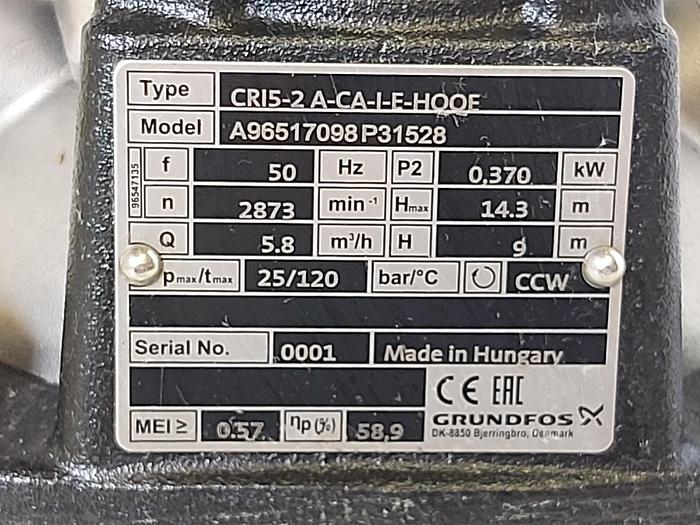 Type CRI5-2 A-CA-I-E-HQQE
Model A96517098P31528
96547135
f 50 Hz P2 0,370 kW
n 2873 min⁻¹ Hmax 14.3 m
Q 5.8 m³/h H 9 m
pmax/tmax 25/120 bar/°C CCW
Serial No. 0001 Made in Hungary
CE EAC
MEI ≥ 0.57 ηp(%) 58.9
GRUNDFOS
DK-8850 Bjerringbro, Denmark